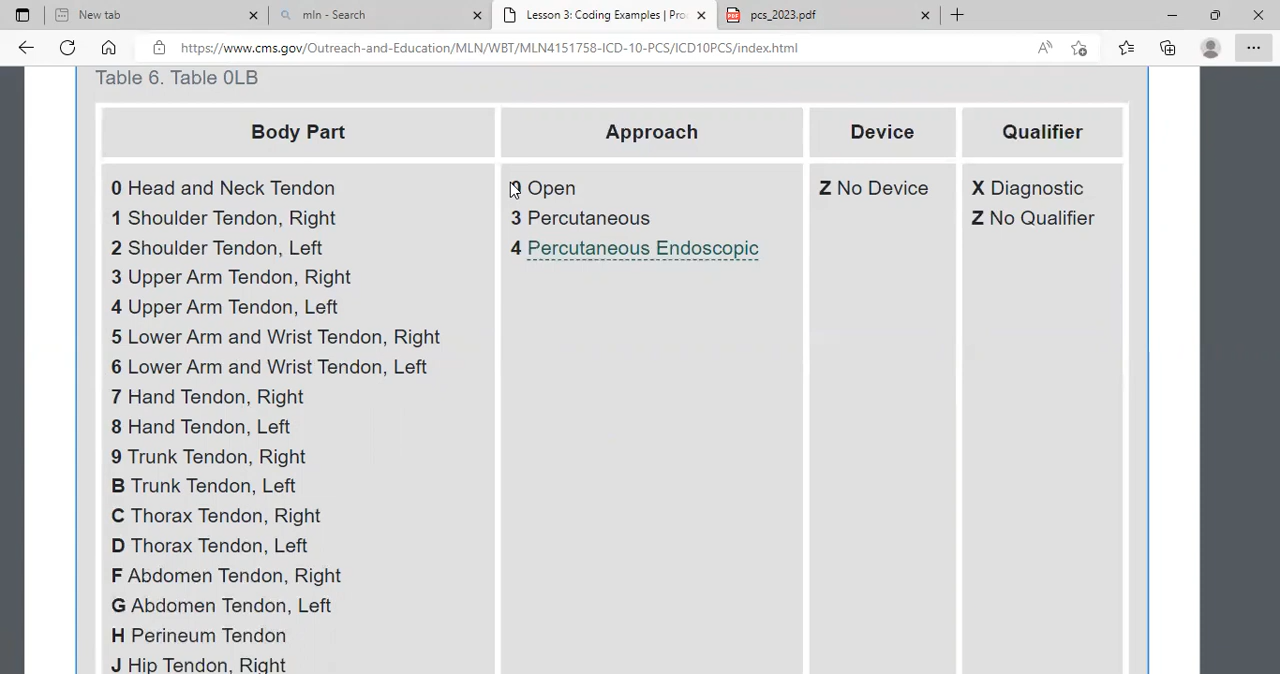 New tab
mln - Search
Lesson 3: Coding Examples | Pro
pcs_2023.pdf
https://www.cms.gov/Outreach-and-Education/MLN/WBT/MLN4151758-ICD-10-PCS/ICD10PCS/index.html
Table 6. Table 0LB
Body Part Approach Device Qualifier
0 Head and Neck Tendon
1 Shoulder Tendon, Right
2 Shoulder Tendon, Left
3 Upper Arm Tendon, Right
4 Upper Arm Tendon, Left
5 Lower Arm and Wrist Tendon, Right
6 Lower Arm and Wrist Tendon, Left
7 Hand Tendon, Right
8 Hand Tendon, Left
9 Trunk Tendon, Right
B Trunk Tendon, Left
C Thorax Tendon, Right
D Thorax Tendon, Left
F Abdomen Tendon, Right
G Abdomen Tendon, Left
H Perineum Tendon
J Hip Tendon, Right
0 Open
3 Percutaneous
4 Percutaneous Endoscopic
Z No Device
X Diagnostic
Z No Qualifier